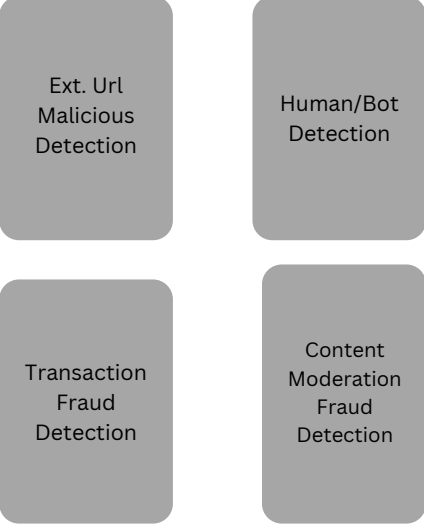 Ext. Url
Malicious
Detection
Human/Bot
Detection
Transaction
Fraud
Detection
Content
Moderation
Fraud
Detection